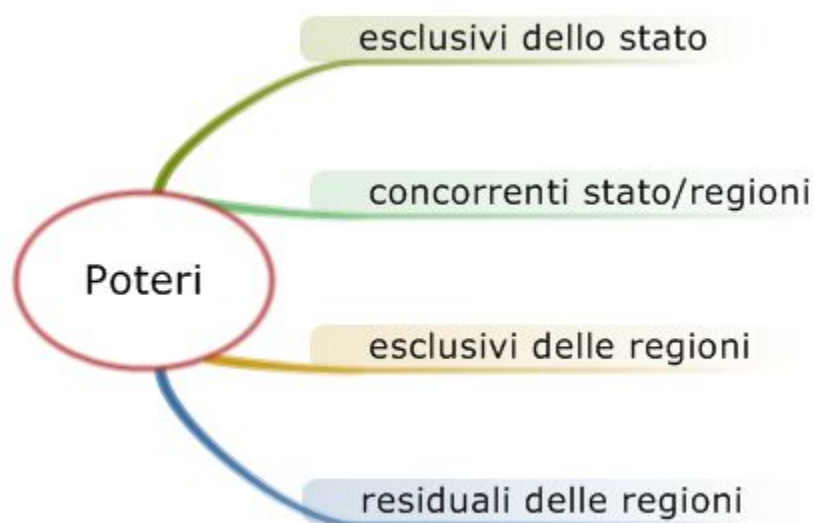 esclusivi dello stato
concorrenti stato/regioni
Poteri
esclusivi delle regioni
residuali delle regioni